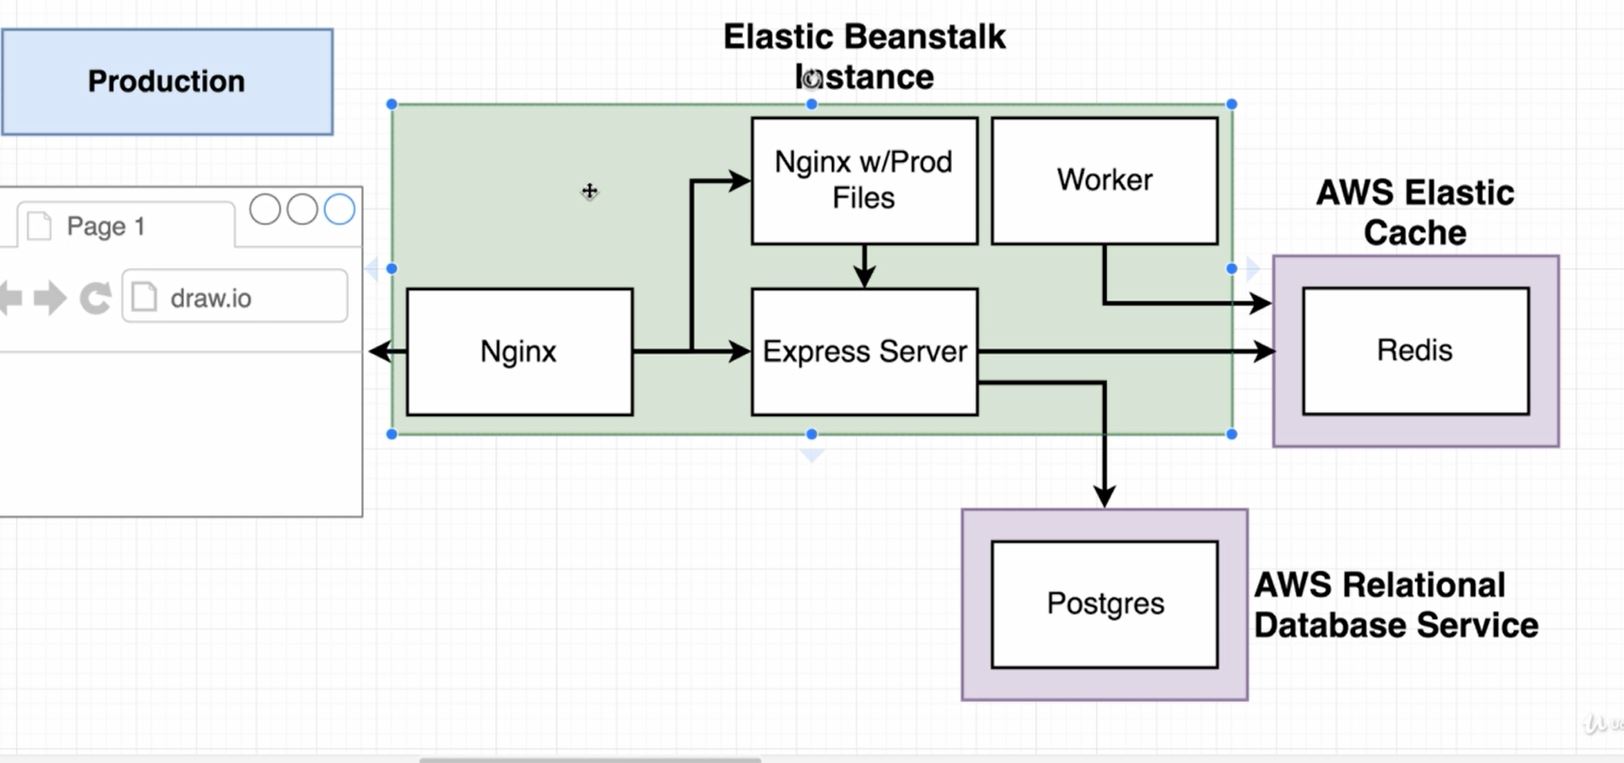 Elastic Beanstalk
Instance
Production
Nginx w/Prod
Files
Worker
AWS Elastic
Cache
Page 1
draw.io
Nginx
Express Server
Redis
Postgres
AWS Relational
Database Service